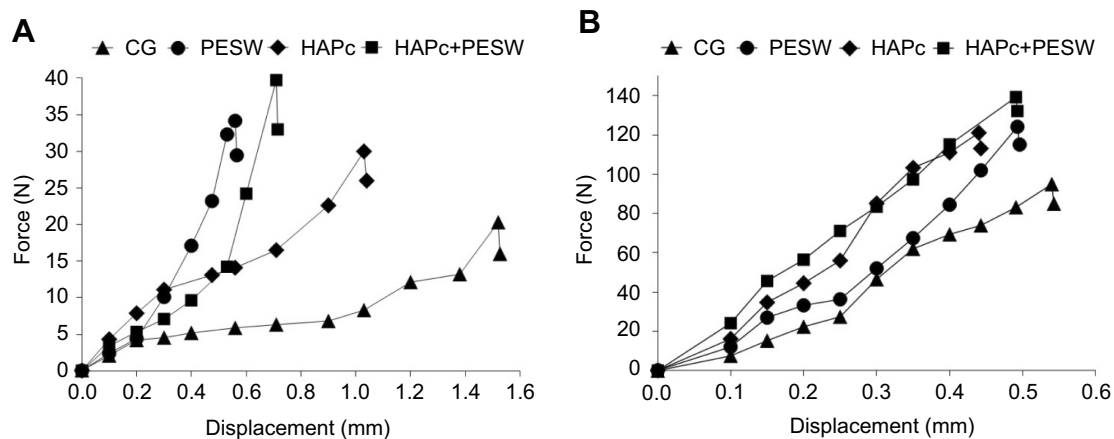 A
CG PESW HAPc HAPc+PESW
40
35
30
25
20
15
10
5
0
Force (N)
0.0 0.2 0.4 0.6 0.8 1.0 1.2 1.4 1.6
Displacement (mm)
B
CG PESW HAPc HAPc+PESW
140
120
100
80
60
40
20
0
Force (N)
0.0 0.1 0.2 0.3 0.4 0.5 0.6
Displacement (mm)